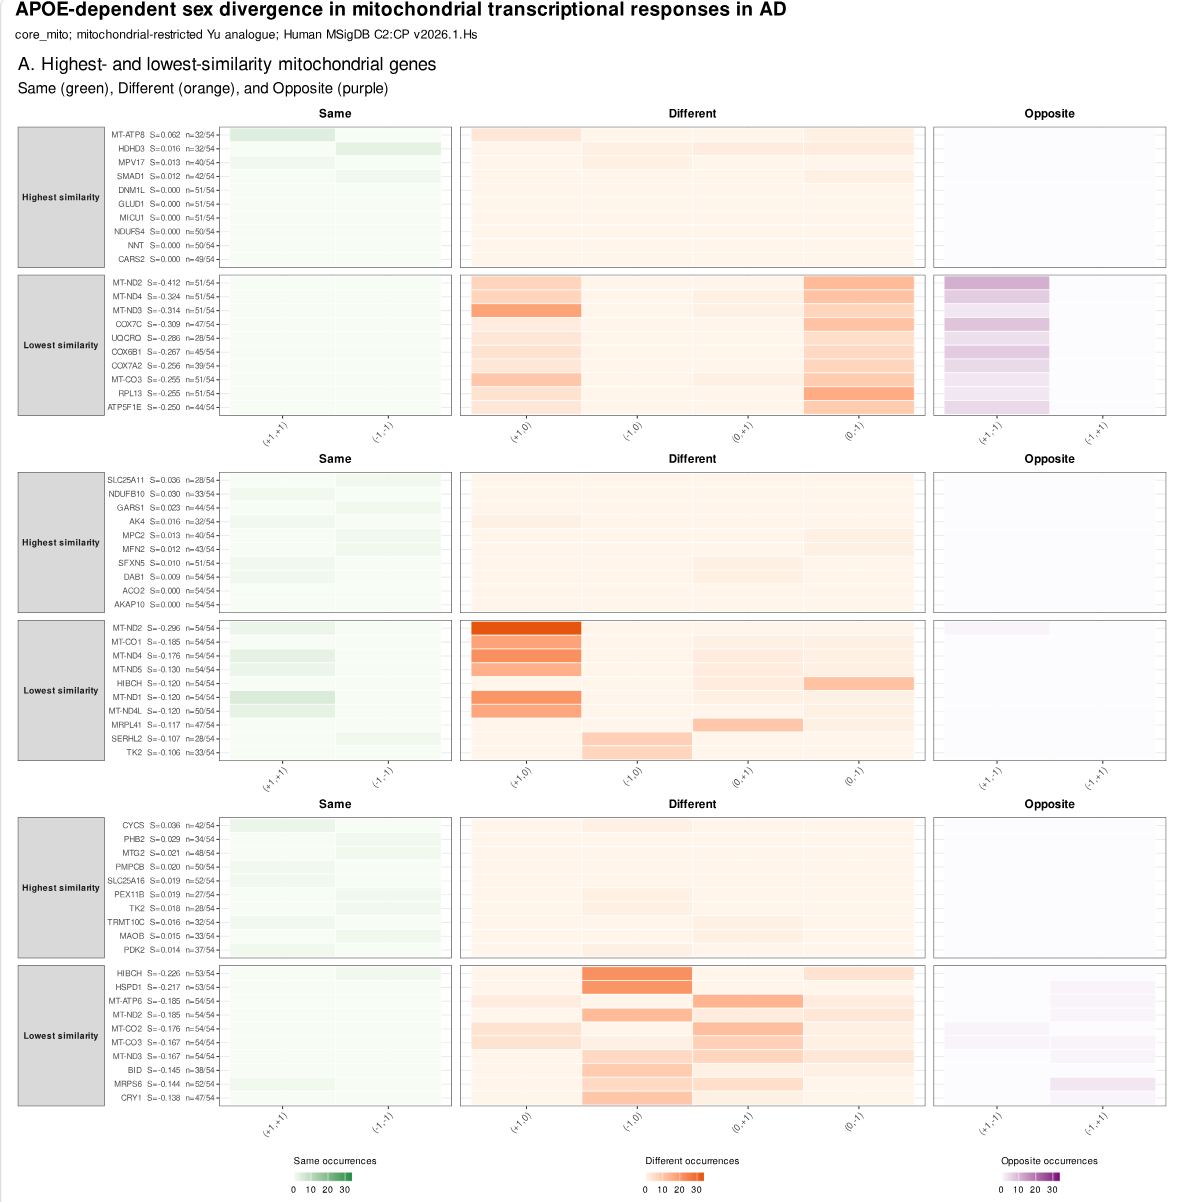 APOE-dependent sex divergence in mitochondrial transcriptional responses in AD
core_mito; mitochondrial-restricted Yu analogue; Human MSigDB C2:CP v2026.1.Hs
A. Highest- and lowest-similarity mitochondrial genes
Same (green), Different (orange), and Opposite (purple)
Same Different Opposite
Highest similarity
MT-ATP8 S=0.062 n=32/54
HDHD3 S=0.016 n=32/54
MPV17 S=0.013 n=40/54
SMAD1 S=0.012 n=42/54
DNM1L S=0.000 n=51/54
GLUD1 S=0.000 n=51/54
MICU1 S=0.000 n=51/54
NDUFS4 S=0.000 n=50/54
NNT S=0.000 n=50/54
CARS2 S=0.000 n=49/54
Lowest similarity
MT-ND2 S=-0.412 n=51/54
MT-ND4 S=-0.324 n=51/54
MT-ND3 S=-0.314 n=51/54
COX7C S=-0.309 n=47/54
UQCRQ S=-0.286 n=28/54
COX6B1 S=-0.267 n=45/54
COX7A2 S=-0.256 n=39/54
MT-CO3 S=-0.255 n=51/54
RPL13 S=-0.255 n=51/54
ATP5F1E S=-0.250 n=44/54
(+1,+1) (-1,-1) (+1,0) (-1,0) (0,+1) (0,-1) (+1,-1) (-1,+1)
Same Different Opposite
Highest similarity
SLC25A11 S=0.036 n=28/54
NDUFB10 S=0.030 n=33/54
GARS1 S=0.023 n=44/54
AK4 S=0.016 n=32/54
MPC2 S=0.013 n=40/54
MFN2 S=0.012 n=43/54
SFXN5 S=0.010 n=51/54
DAB1 S=0.009 n=54/54
ACO2 S=0.000 n=54/54
AKAP10 S=0.000 n=54/54
Lowest similarity
MT-ND2 S=-0.296 n=54/54
MT-CO1 S=-0.185 n=54/54
MT-ND4 S=-0.176 n=54/54
MT-ND5 S=-0.130 n=54/54
HIBCH S=-0.120 n=54/54
MT-ND1 S=-0.120 n=54/54
MT-ND4L S=-0.120 n=50/54
MRPL41 S=-0.117 n=47/54
SERHL2 S=-0.107 n=28/54
TK2 S=-0.106 n=33/54
(+1,+1) (-1,-1) (+1,0) (-1,0) (0,+1) (0,-1) (+1,-1) (-1,+1)
Same Different Opposite
Highest similarity
CYCS S=0.036 n=42/54
PHB2 S=0.029 n=34/54
MTG2 S=0.021 n=48/54
PMPCB S=0.020 n=50/54
SLC25A16 S=0.019 n=52/54
PEX11B S=0.019 n=27/54
TK2 S=0.018 n=28/54
TRMT10C S=0.016 n=32/54
MAOB S=0.015 n=33/54
PDK2 S=0.014 n=37/54
Lowest similarity
HIBCH S=-0.226 n=53/54
HSPD1 S=-0.217 n=53/54
MT-ATP6 S=-0.185 n=54/54
MT-ND2 S=-0.185 n=54/54
MT-CO2 S=-0.176 n=54/54
MT-CO3 S=-0.167 n=54/54
MT-ND3 S=-0.167 n=54/54
BID S=-0.145 n=38/54
MRPS6 S=-0.144 n=52/54
CRY1 S=-0.138 n=47/54
(+1,+1) (-1,-1) (+1,0) (-1,0) (0,+1) (0,-1) (+1,-1) (-1,+1)
Same occurrences Different occurrences Opposite occurrences
0 10 20 30 0 10 20 30 0 10 20 30